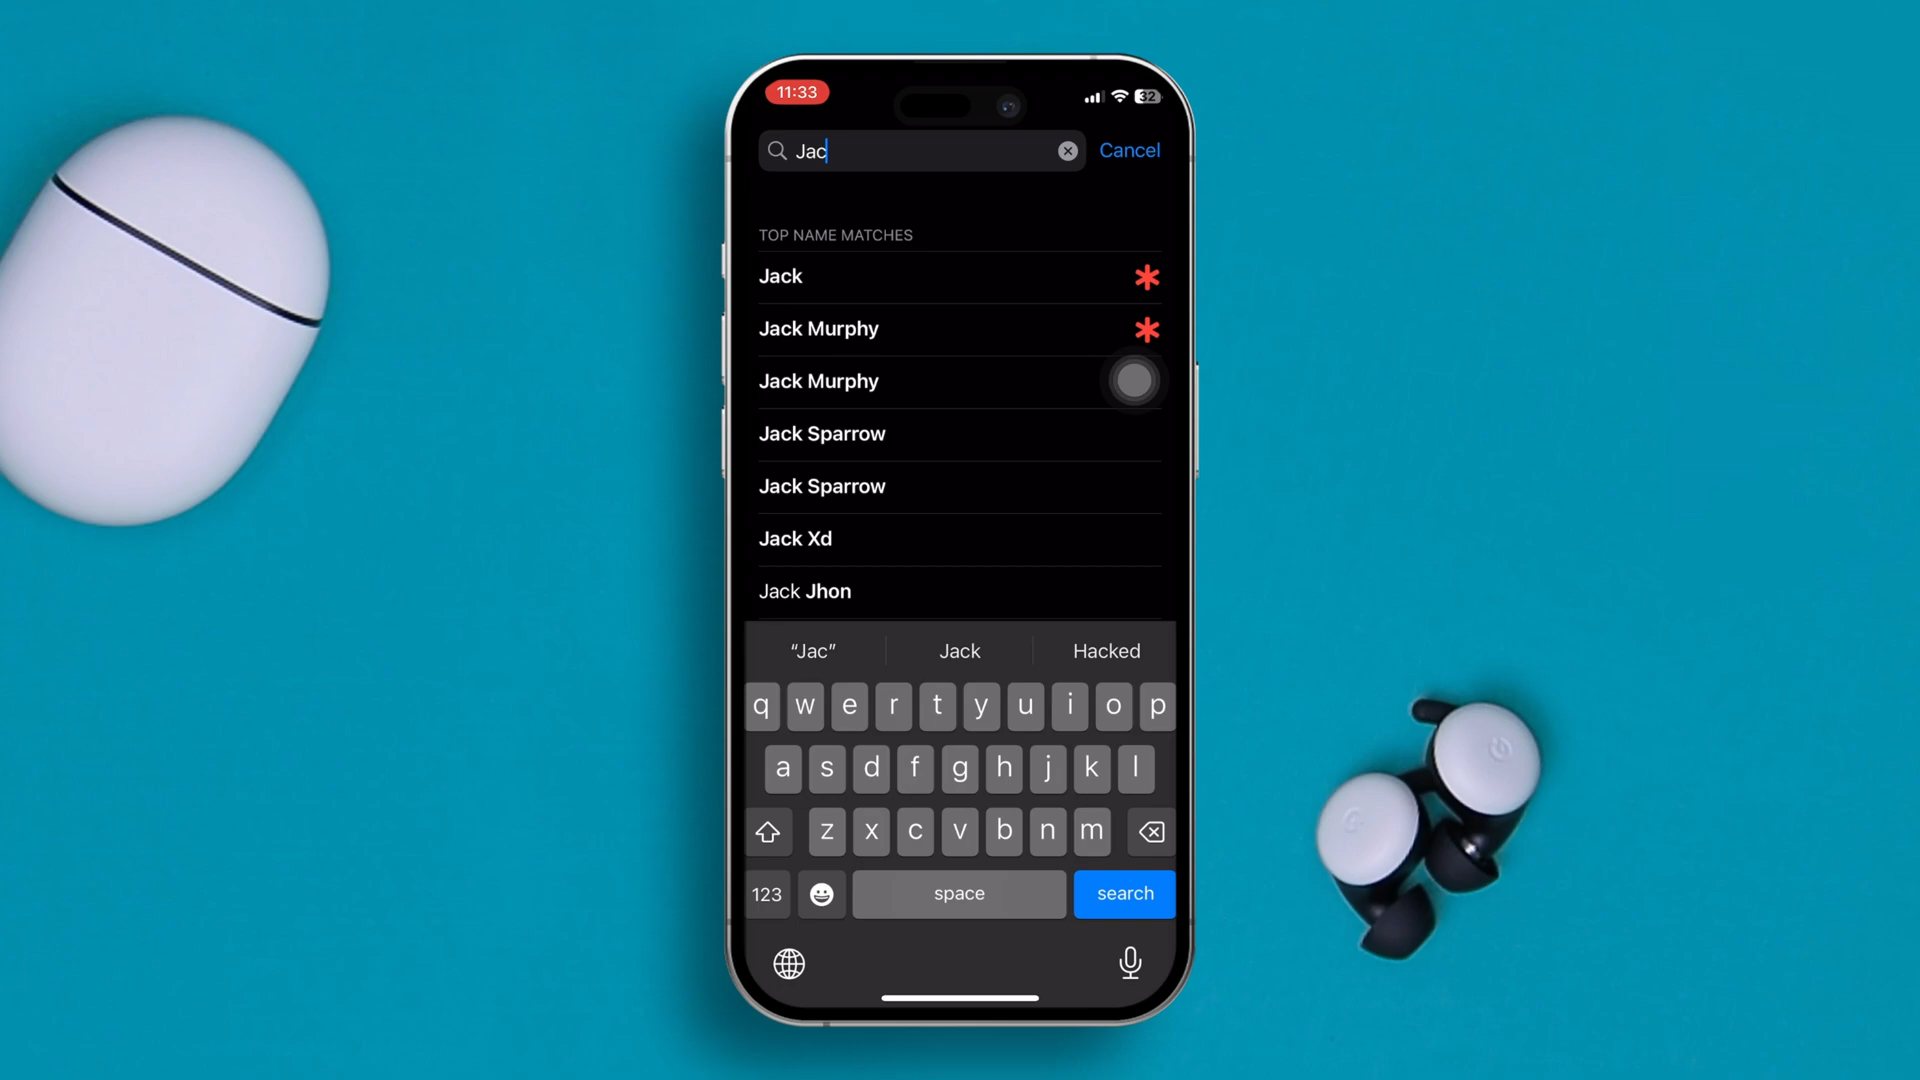 11:33
32
Jac
Cancel
TOP NAME MATCHES
Jack
Jack Murphy
Jack Murphy
Jack Sparrow
Jack Sparrow
Jack Xd
Jack Jhon
“Jac” Jack Hacked
q w e r t y u i o p
a s d f g h j k l
z x c v b n m
123 space search